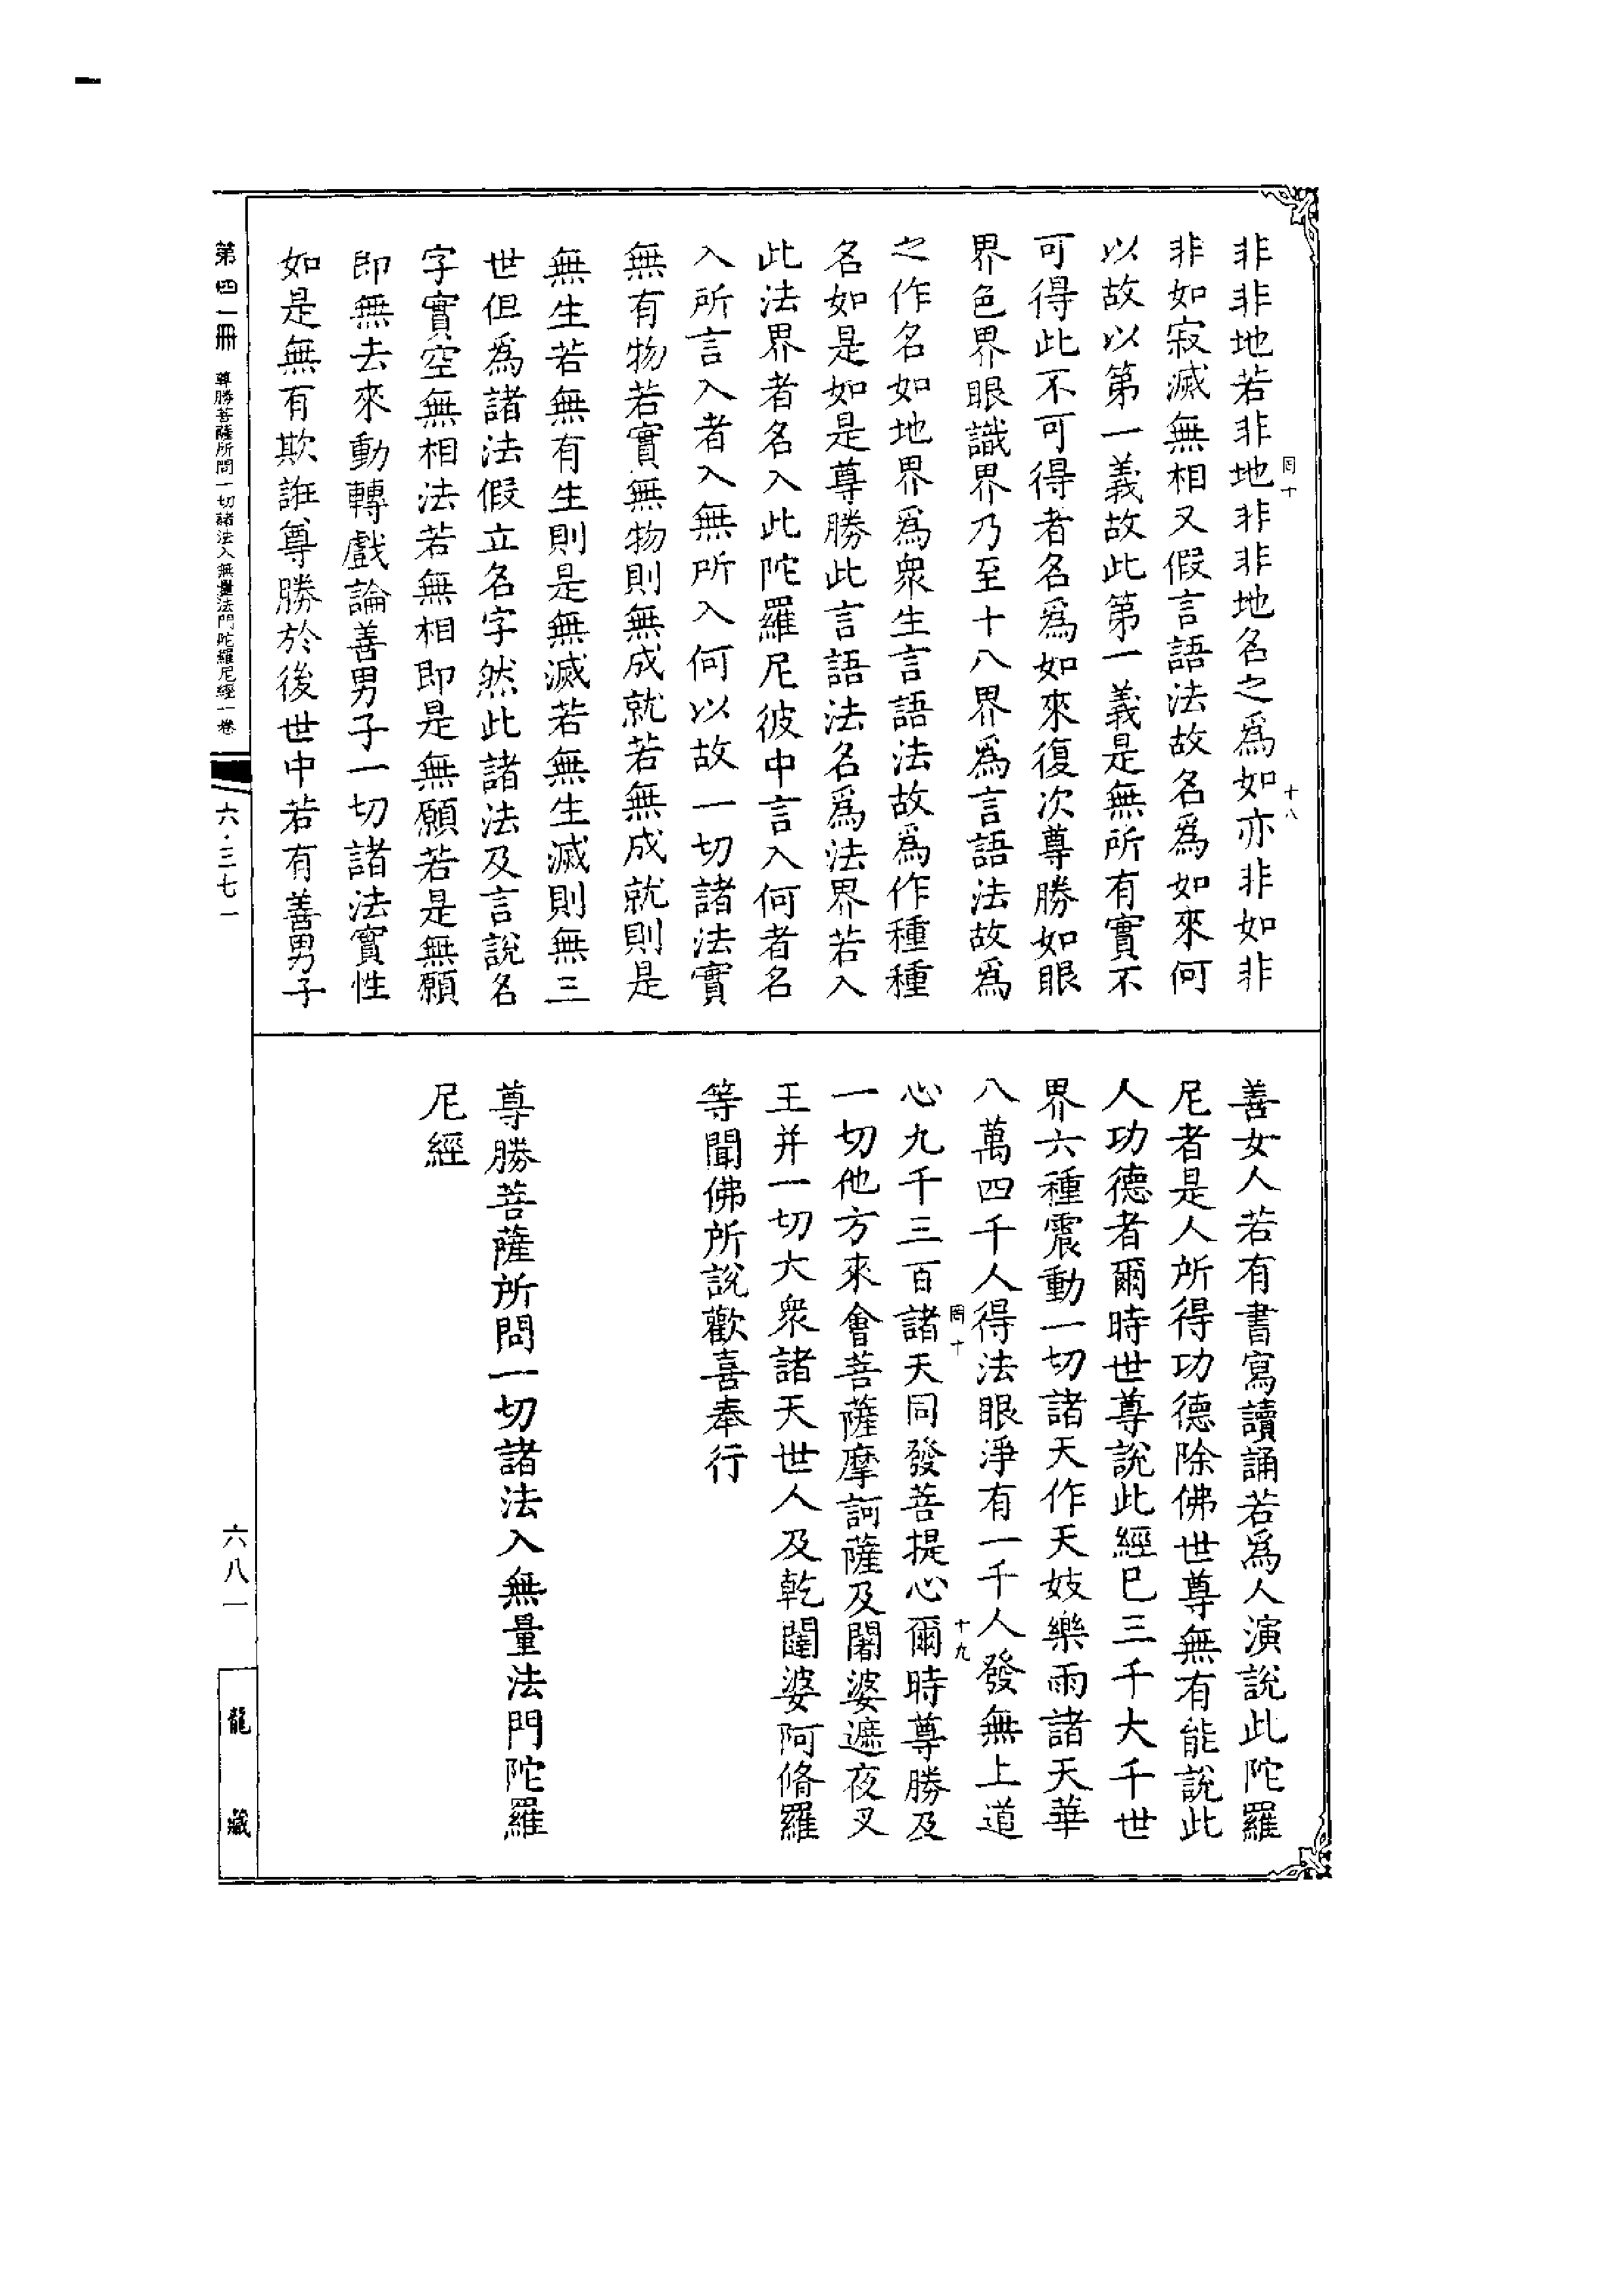 非非地若非地非非地名之爲如亦非如非
罔十
十八
非如寂滅無相又假言語法故名爲如來何
以故以第一義故此第一義是無所有實不
可得此不可得者名爲如來復次尊勝如眼
界色界眼識界乃至十八界爲言語法故爲
之作名如地界爲衆生言語法故爲作種種
名如是如是尊勝此言語法名爲法界若入
此法界者名入此陀羅尼彼中言入何者名
入所言入者入無所入何以故一切諸法實
無有物若實無物則無成就若無成就則是
無生若無有生則是無滅若無生滅則無三
世但爲諸法假立名字然此諸法及言說名
字實空無相法若無相即是無願若是無願
即無去來動轉戲論善男子一切諸法實性
如是無有欺誑尊勝於後世中若有善男子
善女人若有書寫讀誦若爲人演説此陀羅
尼者是人所得功德除佛世尊無有能説此
人功德者爾時世尊説此經已三千大千世
界六種震動一切諸天作天妓樂雨諸天華
八萬四千人得法眼淨有一千人發無上道
罔十
十九
心九千三百諸天同發菩提心爾時尊勝及
一切他方來會菩薩摩訶薩及闍婆遮夜叉
王并一切大衆諸天世人及乾闥婆阿脩羅
等聞佛所説歡喜奉行
尊勝菩薩所問一切諸法入無量法門陀羅
尼經
第四一冊 尊勝菩薩所問一切諸法入無量法門陀羅尼經一卷
六·三七一
六八一
龍藏